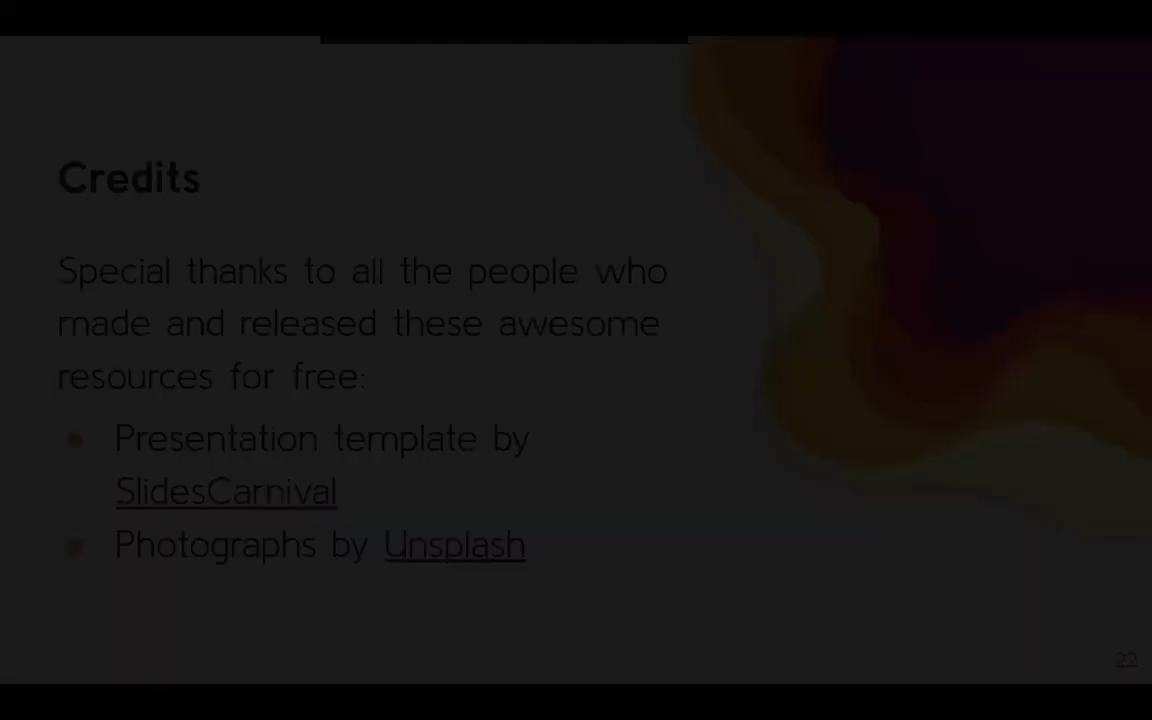 Credits
Special thanks to all the people who
made and released these awesome
resources for free:
Presentation template by
SlidesCarnival
Photographs by Unsplash
22